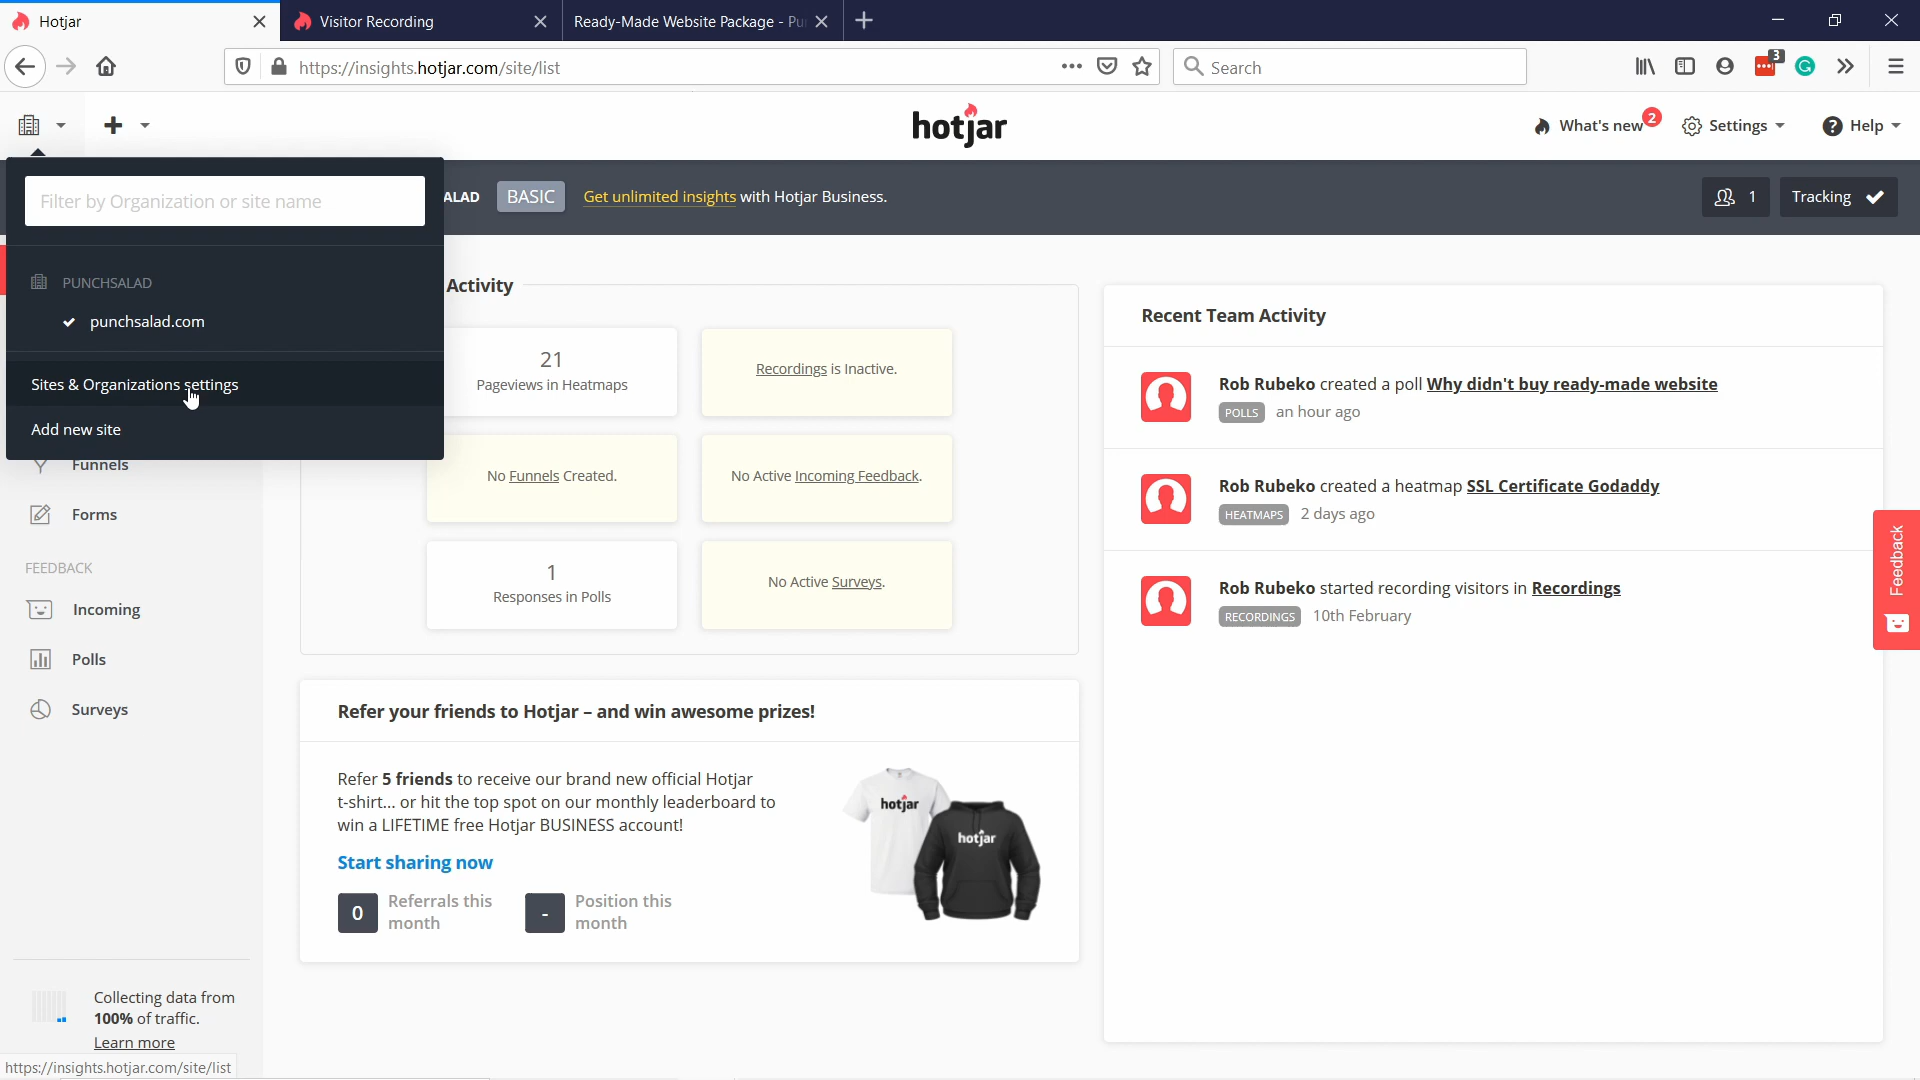 Hotjar
Visitor Recording
Ready-Made Website Package - Pu
https://insights.hotjar.com/site/list
Search
3
hotjar
What's new 2
Settings
Help
Filter by Organization or site name
ALAD BASIC Get unlimited insights with Hotjar Business.
1
Tracking
PUNCHSALAD
punchsalad.com
Sites & Organizations settings
Add new site
Funnels
Forms
FEEDBACK
Incoming
Polls
Surveys
Collecting data from
100% of traffic.
Learn more
https://insights.hotjar.com/site/list
Activity
21
Pageviews in Heatmaps
Recordings is Inactive.
No Funnels Created.
No Active Incoming Feedback.
1
Responses in Polls
No Active Surveys.
Refer your friends to Hotjar – and win awesome prizes!
Refer 5 friends to receive our brand new official Hotjar
t-shirt... or hit the top spot on our monthly leaderboard to
win a LIFETIME free Hotjar BUSINESS account!
Start sharing now
0
Referrals this
month
-
Position this
month
hotjar
hotjar
Recent Team Activity
Rob Rubeko created a poll Why didn't buy ready-made website
POLLS an hour ago
Rob Rubeko created a heatmap SSL Certificate Godaddy
HEATMAPS 2 days ago
Rob Rubeko started recording visitors in Recordings
RECORDINGS 10th February
Feedback